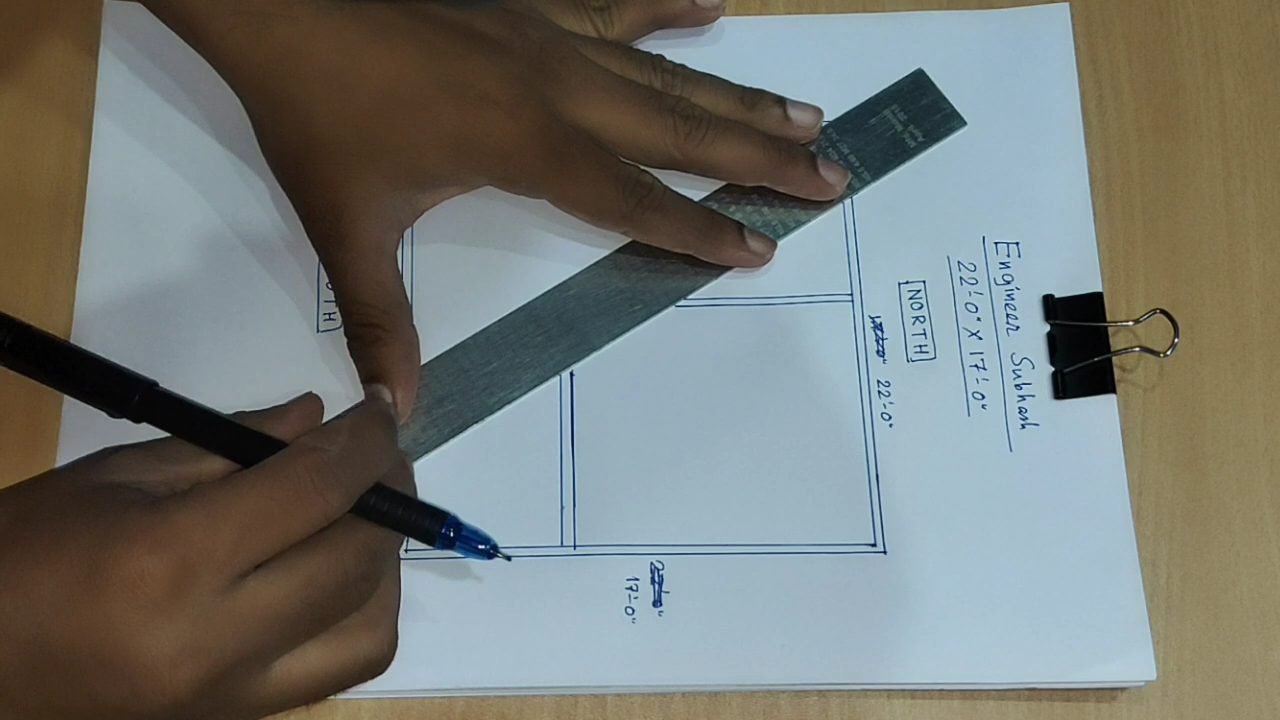 Engineer Subhash
22'-0" X 17'-0"
NORTH
22'-0"
17'-0"